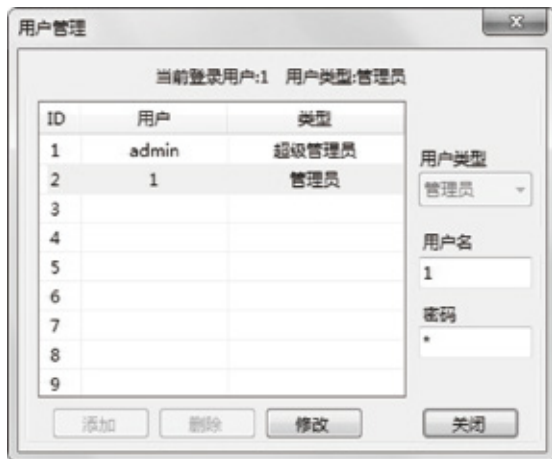 用户管理
当前登录用户:1 用户类型:管理员
ID 用户 类型
1 admin 超级管理员
2 1 管理员
3
4
5
6
7
8
9
用户类型
管理员
用户名
1
密码
*
添加 删除 修改 关闭